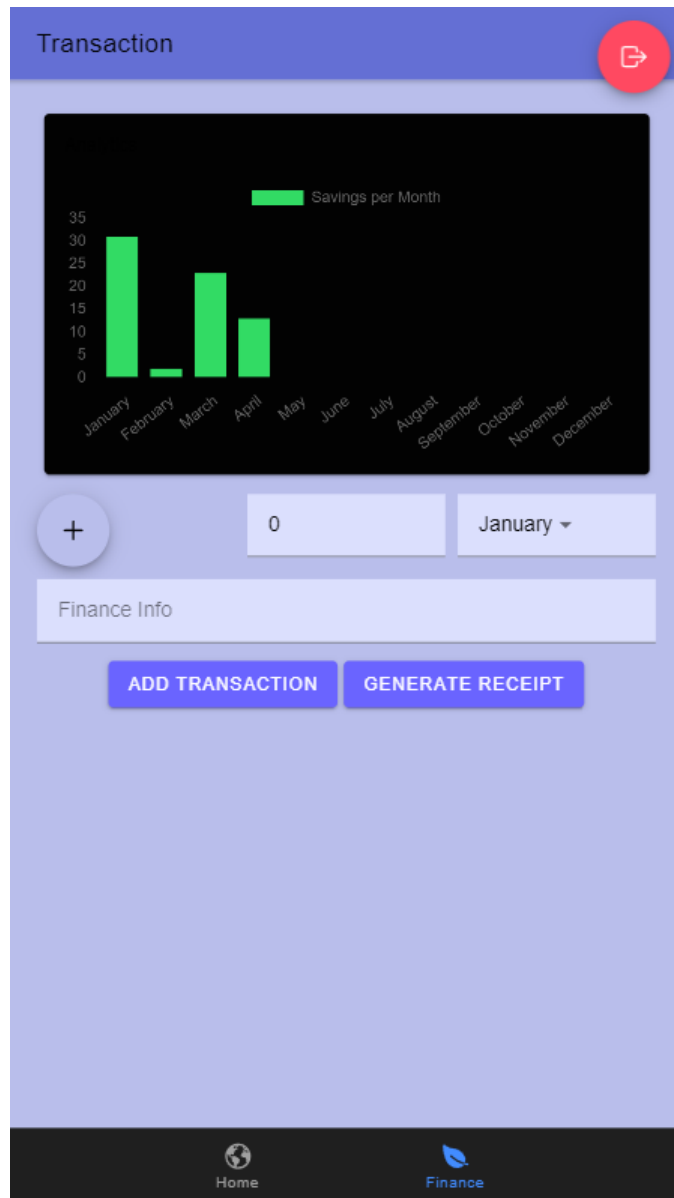 Transaction
Savings per Month
35
30
25
20
15
10
5
0
January February March April May June July August September October November December
0
January
Finance Info
ADD TRANSACTION GENERATE RECEIPT
Home Finance